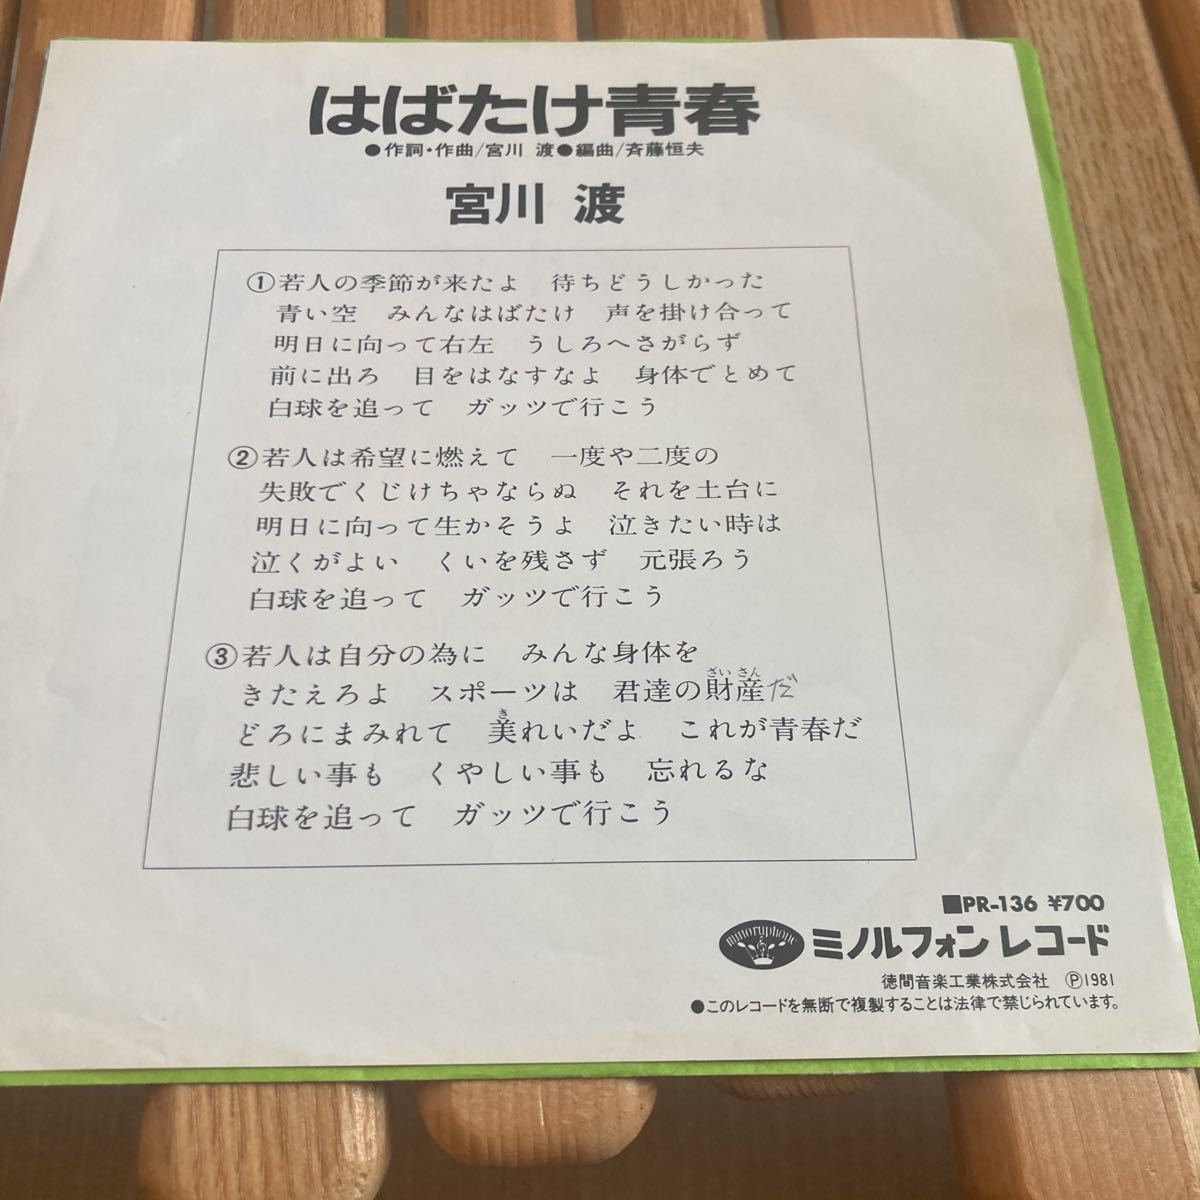 はばたけ青春
●作詞・作曲/宮川 渡●編曲/斉藤恒夫
宮川 渡
①若人の季節が来たよ 待ちどうしかった
青い空 みんなはばたけ 声を掛け合って
明日に向って右左 うしろへさがらず
前に出ろ 目をはなすなよ 身体でとめて
白球を追って ガッツで行こう
②若人は希望に燃えて 一度や二度の
失敗でくじけちゃならぬ それを土台に
明日に向って生かそうよ 泣きたい時は
泣くがよい くいを残さず 元張ろう
白球を追って ガッツで行こう
③若人は自分の為に みんな身体を
ざい さん
きたえろよ スポーツは 君達の財産だ
き
どろにまみれて 美れいだよ これが青春だ
悲しい事も くやしい事も 忘れるな
白球を追って ガッツで行こう
■PR-136 ¥700
minoryphone ミノルフォンレコード
徳間音楽工業株式会社 Ⓟ1981
●このレコードを無断で複製することは法律で禁じられています。